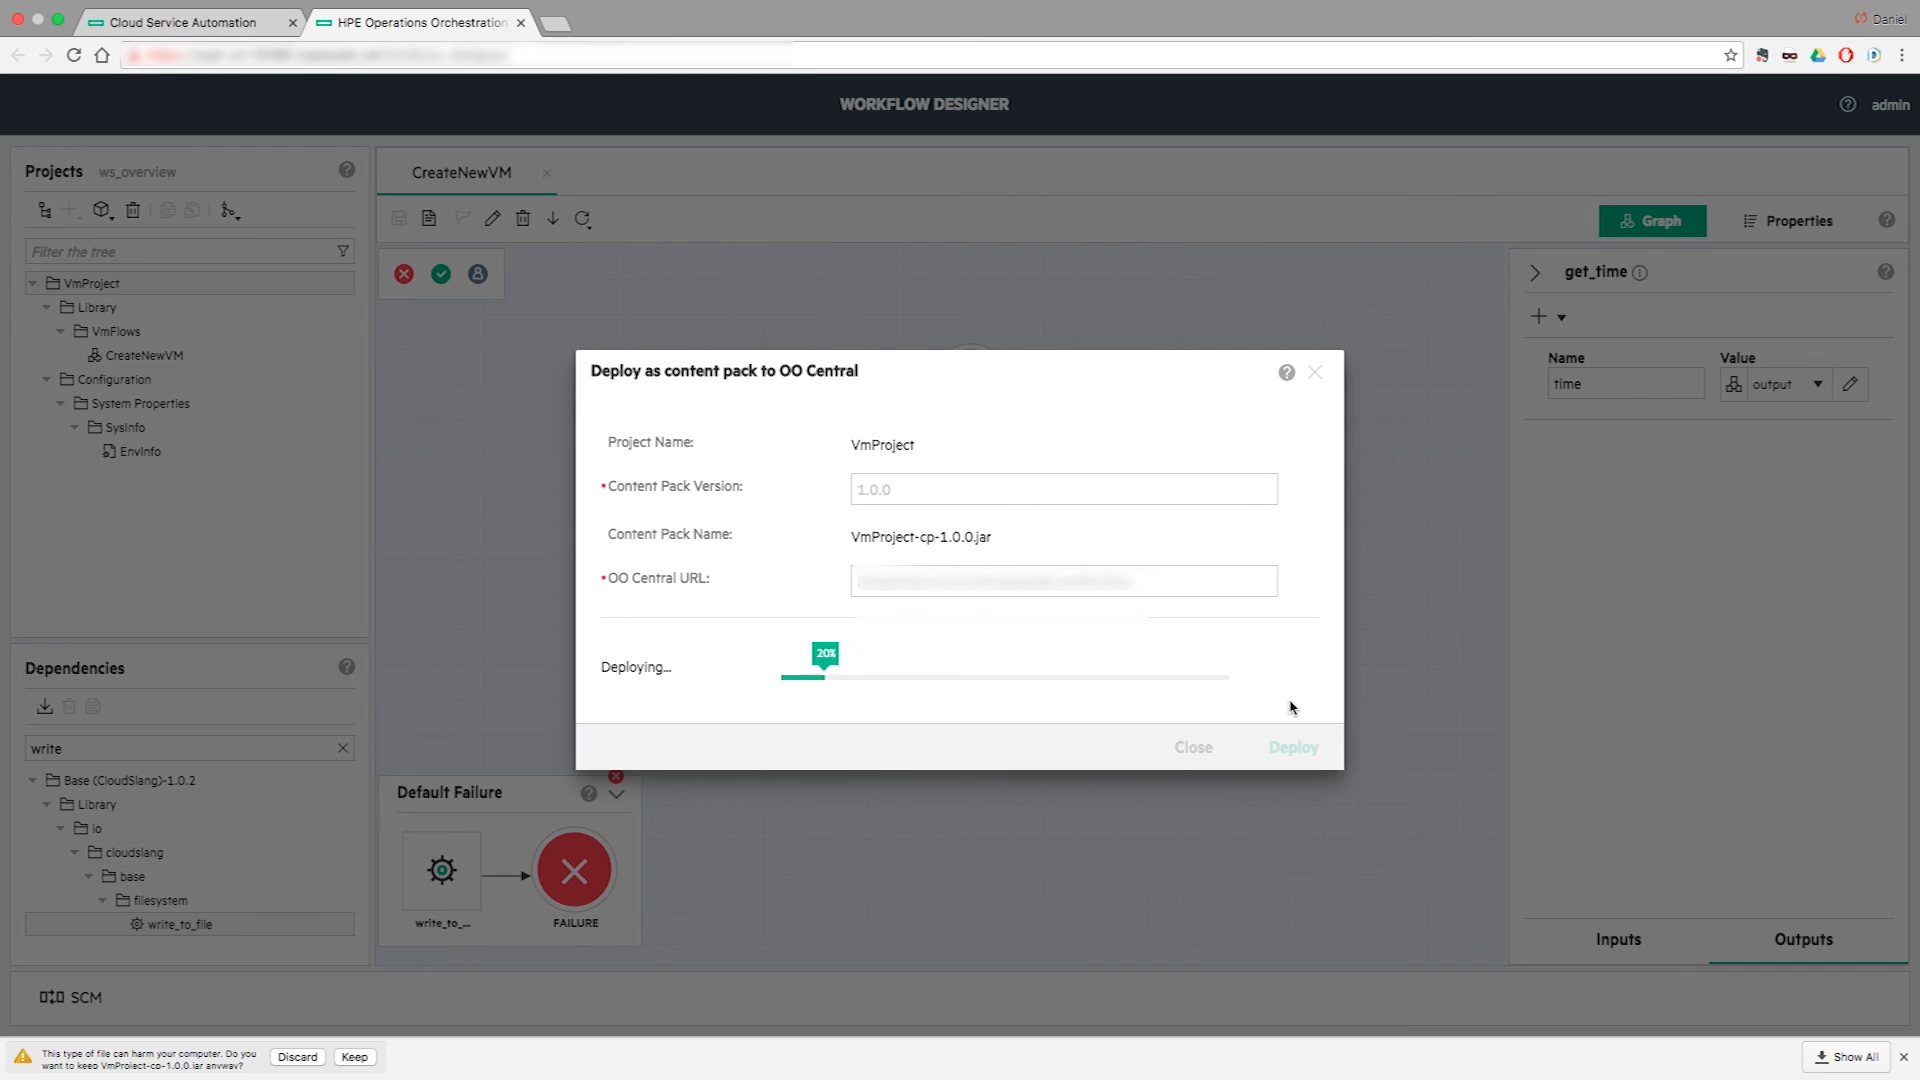 Cloud Service Automation
HPE Operations Orchestration
Daniel
WORKFLOW DESIGNER
admin
Projects ws_overview
CreateNewVM
Graph
Properties
Filter the tree
VmProject
Library
VmFlows
CreateNewVM
Configuration
System Properties
SysInfo
EnvInfo
get_time
Name
Value
time
output
Deploy as content pack to OO Central
Project Name:
VmProject
*Content Pack Version:
1.0.0
Content Pack Name:
VmProject-cp-1.0.0.jar
*OO Central URL:
20%
Deploying...
Close
Deploy
Dependencies
write
Base (CloudSlang)-1.0.2
Library
io
cloudslang
base
filesystem
write_to_file
Default Failure
write_to_...
FAILURE
Inputs
Outputs
SCM
This type of file can harm your computer. Do you
want to keep VmProject-cp-1.0.0.jar anyway?
Discard
Keep
Show All